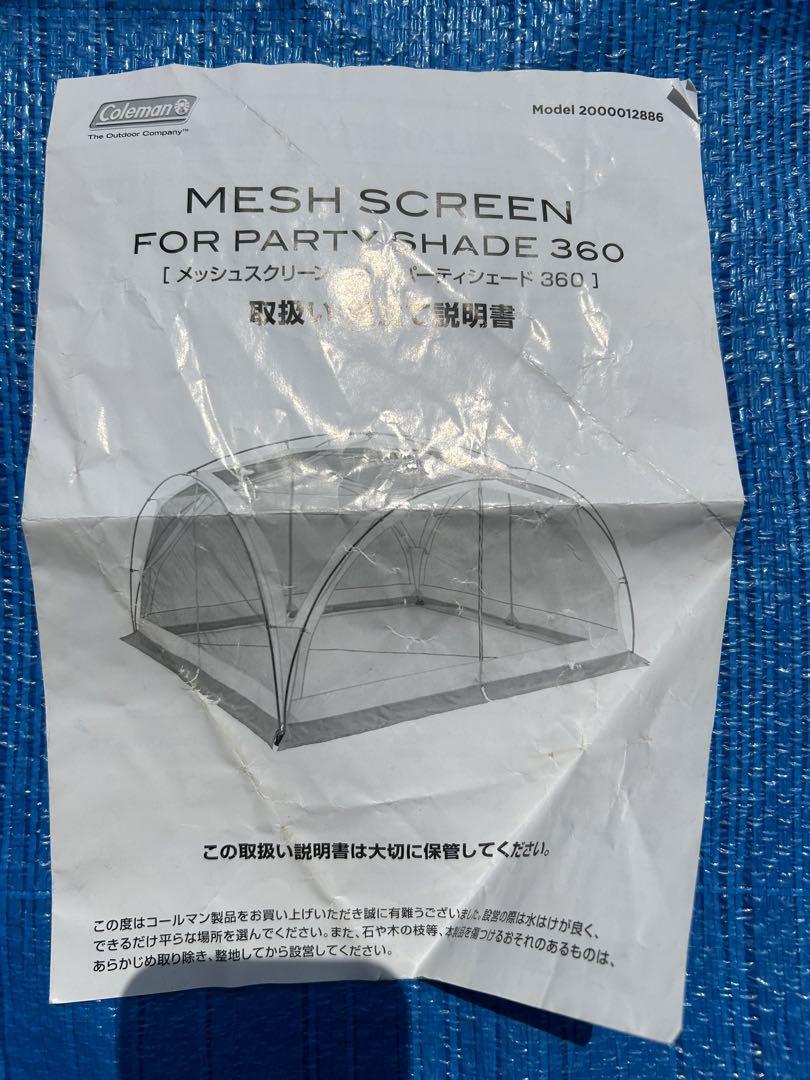 Coleman
The Outdoor Company™
Model 2000012886
MESH SCREEN
FOR PARTY SHADE 360
[ メッシュスクリーン パーティシェード 360 ]
取扱い 説明書
この取扱い説明書は大切に保管してください。
この度はコールマン製品をお買い上げいただき誠に有難うございました。設営の際は水はけが良く、
できるだけ平らな場所を選んでください。また、石や木の枝等、本製品を傷つけるおそれのあるものは、
あらかじめ取り除き、整地してから設営してください。